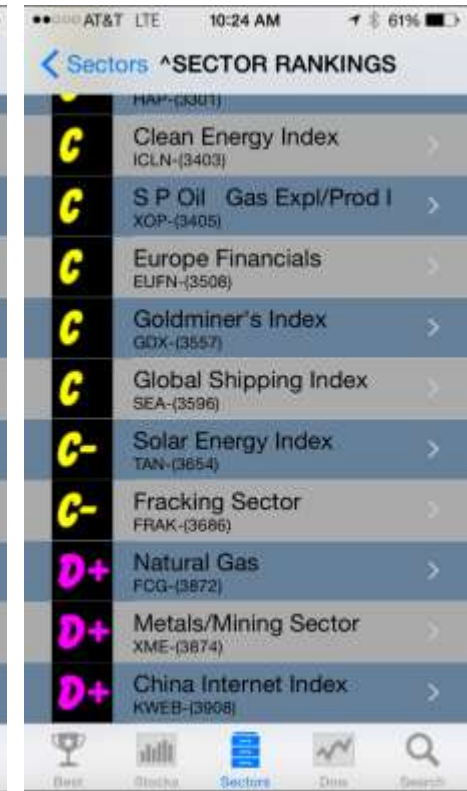 AT&T LTE 10:24 AM 61%
Sectors ^SECTOR RANKINGS
HAP-(3301)
C Clean Energy Index
ICLN-(3403)
C S P Oil Gas Expl/Prod I
XOP-(3405)
C Europe Financials
EUFN-(3508)
C Goldminer's Index
GDX-(3557)
C Global Shipping Index
SEA-(3596)
C- Solar Energy Index
TAN-(3654)
C- Fracking Sector
FRAK-(3686)
D+ Natural Gas
FCG-(3872)
D+ Metals/Mining Sector
XME-(3874)
D+ China Internet Index
KWEB-(3908)
Best Stocks Sectors Dow Search